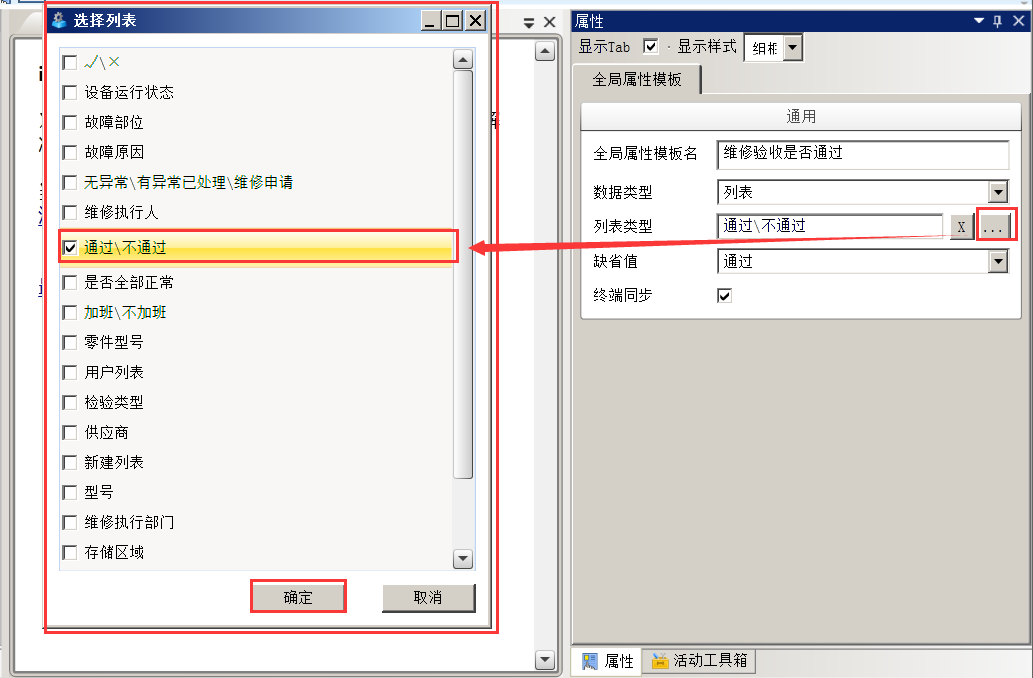 选择列表
✓\×
设备运行状态
故障部位
故障原因
无异常\有异常已处理\维修申请
维修执行人
通过\不通过
是否全部正常
加班\不加班
零件型号
用户列表
检验类型
供应商
新建列表
型号
维修执行部门
存储区域
确定 取消
属性
显示Tab · 显示样式 细粗
全局属性模板
通用
全局属性模板名 维修验收是否通过
数据类型 列表
列表类型 通过\不通过 X ...
缺省值 通过
终端同步
属性 活动工具箱